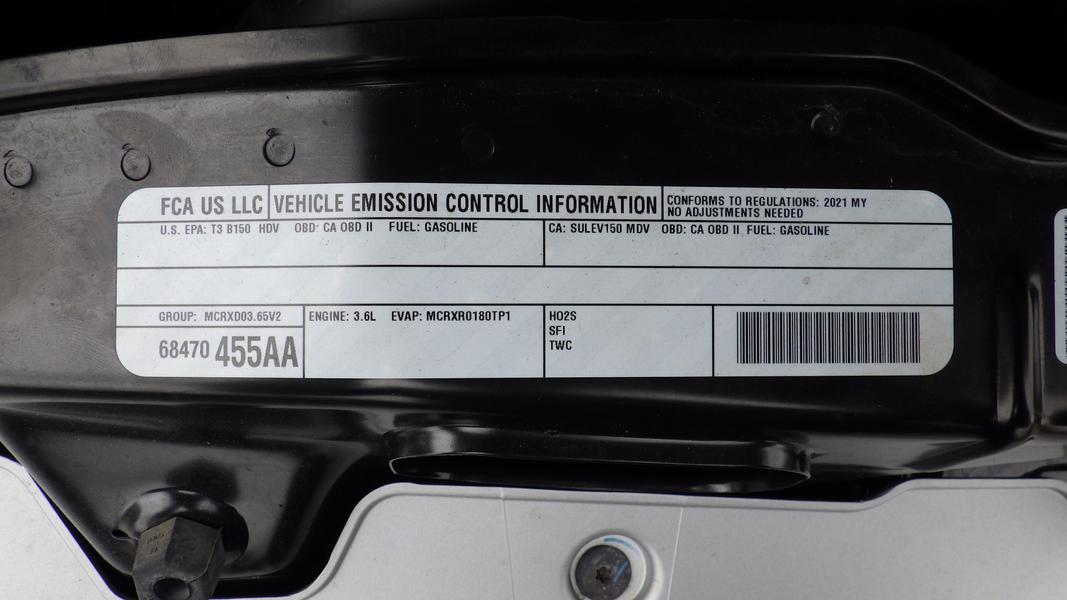 FCA US LLC
VEHICLE EMISSION CONTROL INFORMATION
CONFORMS TO REGULATIONS: 2021 MY
NO ADJUSTMENTS NEEDED
U.S. EPA: T3 B150 HDV OBD: CA OBD II FUEL: GASOLINE
CA: SULEV150 MDV OBD: CA OBD II FUEL: GASOLINE
GROUP: MCRXD03.65V2
68470 455AA
ENGINE: 3.6L EVAP: MCRXR0180TP1
HO2S
SFI
TWC